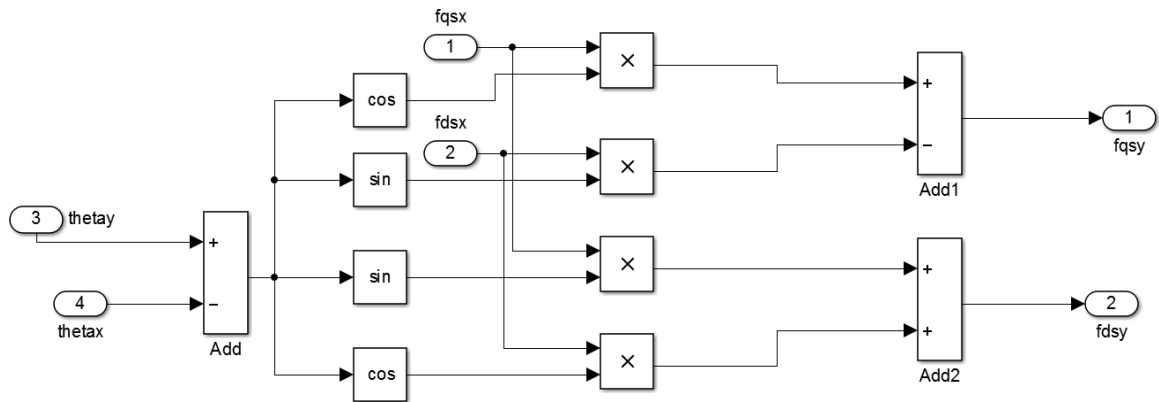 fqsx
1
×
cos
fdsx
+
1
−
fqsy
2
×
sin
Add1
3
thetay
+
sin
×
+
4
−
2
thetax
+
fdsy
Add
cos
×
Add2